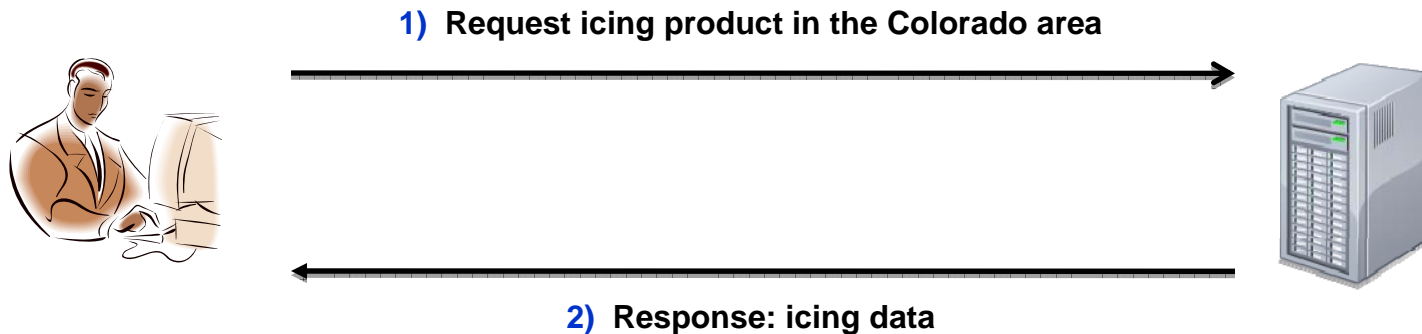 1) Request icing product in the Colorado area
2) Response: icing data